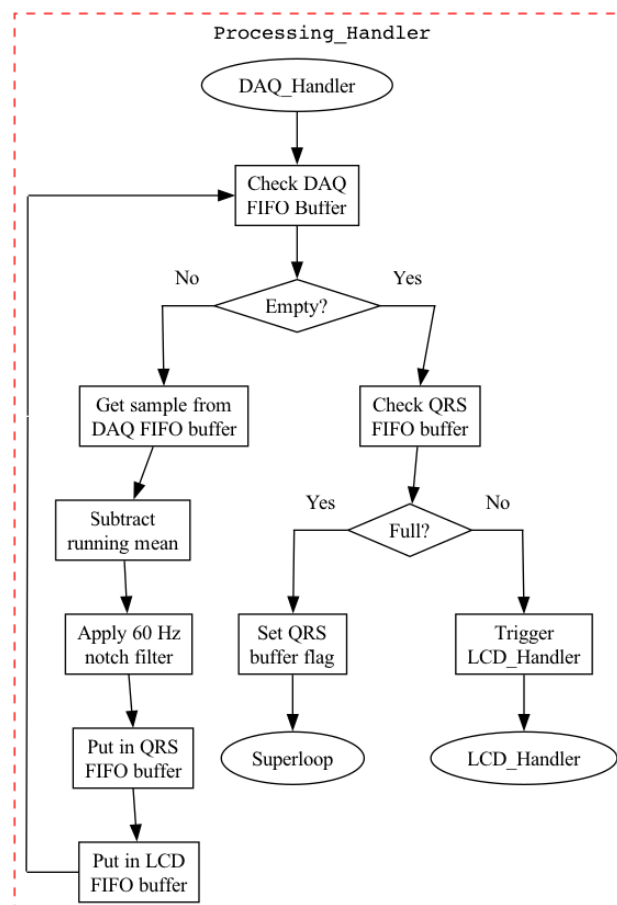 Processing_Handler
DAQ_Handler
Check DAQ
FIFO Buffer
No
Yes
Empty?
Get sample from
DAQ FIFO buffer
Check QRS
FIFO buffer
Subtract
running mean
Yes
No
Full?
Apply 60 Hz
notch filter
Set QRS
buffer flag
Trigger
LCD_Handler
Put in QRS
FIFO buffer
Superloop
LCD_Handler
Put in LCD
FIFO buffer